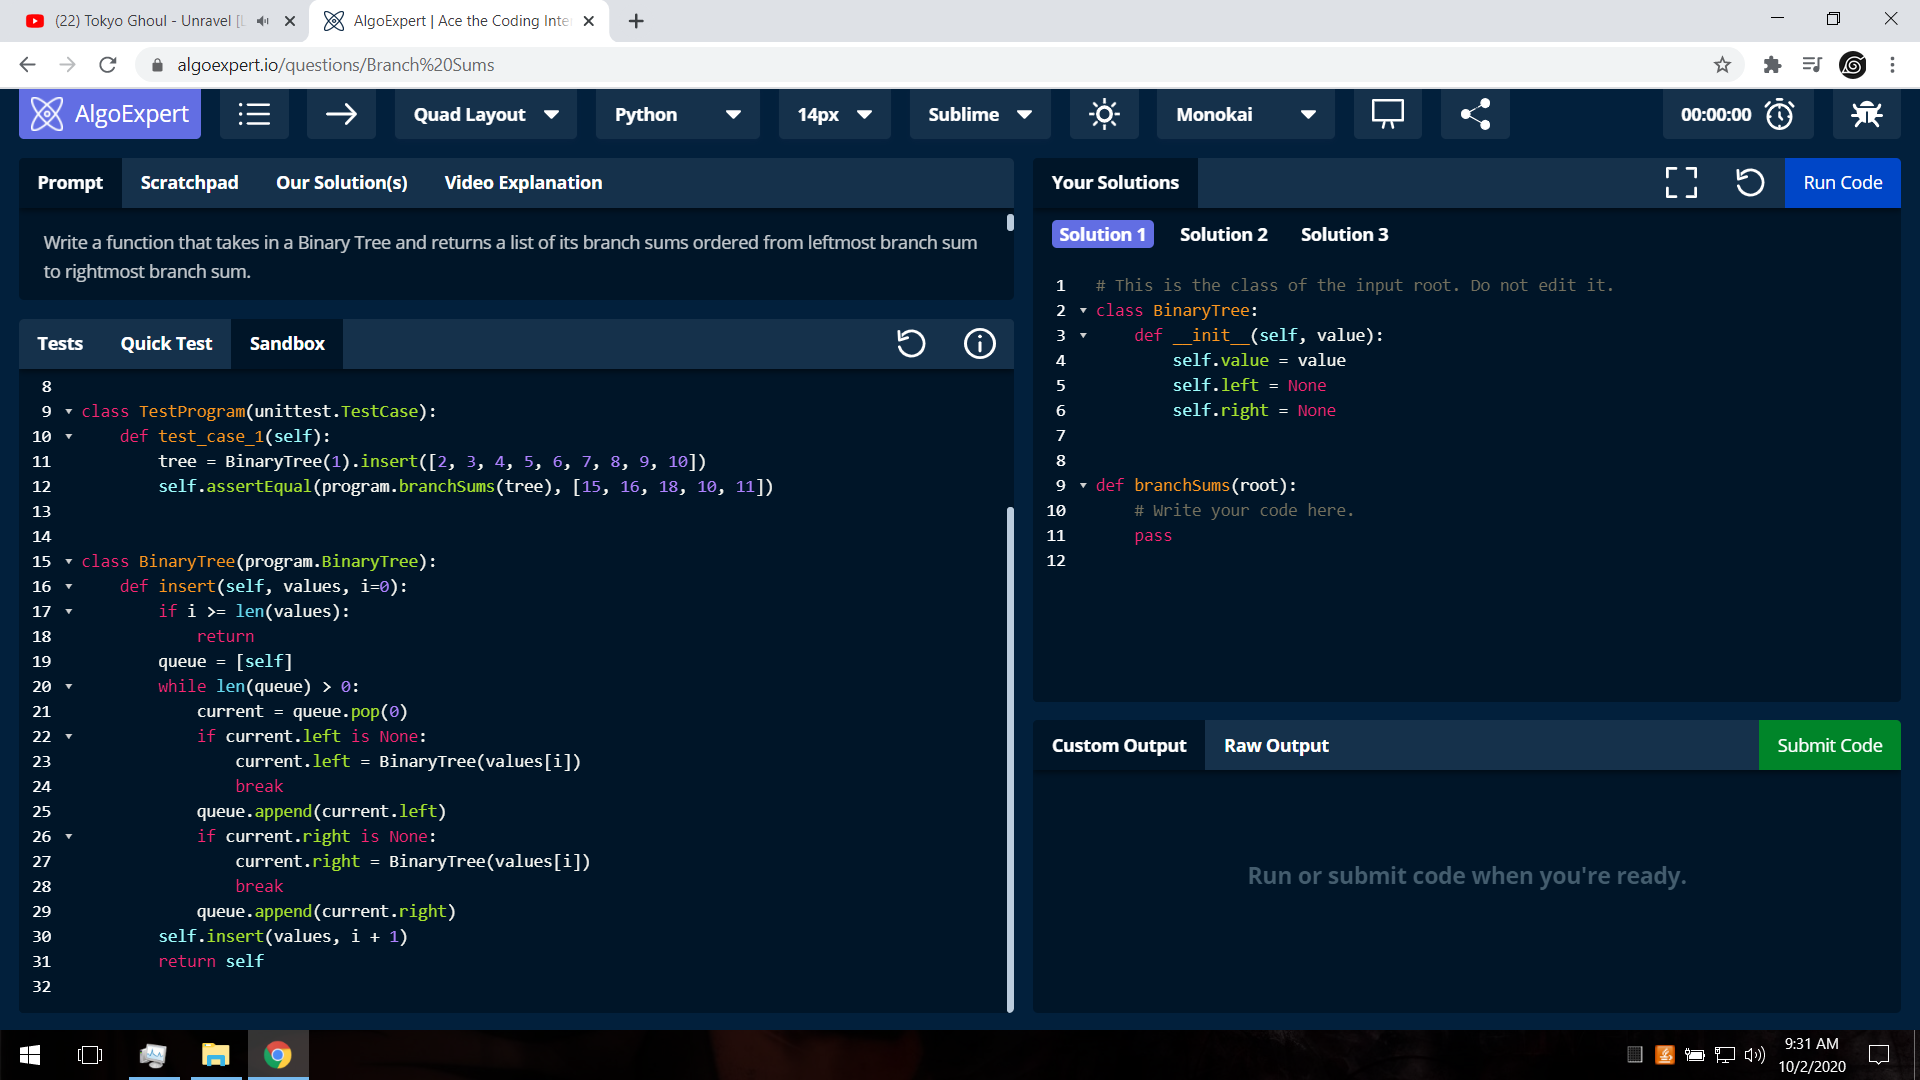 (22) Tokyo Ghoul - Unravel [L
AlgoExpert | Ace the Coding Inte
algoexpert.io/questions/Branch%20Sums
AlgoExpert
Quad Layout
Python
14px
Sublime
Monokai
00:00:00
Prompt
Scratchpad
Our Solution(s)
Video Explanation
Write a function that takes in a Binary Tree and returns a list of its branch sums ordered from leftmost branch sum
to rightmost branch sum.
Tests
Quick Test
Sandbox
8
9 class TestProgram(unittest.TestCase):
10     def test_case_1(self):
11         tree = BinaryTree(1).insert([2, 3, 4, 5, 6, 7, 8, 9, 10])
12         self.assertEqual(program.branchSums(tree), [15, 16, 18, 10, 11])
13
14
15 class BinaryTree(program.BinaryTree):
16     def insert(self, values, i=0):
17         if i >= len(values):
18             return
19         queue = [self]
20         while len(queue) > 0:
21             current = queue.pop(0)
22             if current.left is None:
23                 current.left = BinaryTree(values[i])
24                 break
25             queue.append(current.left)
26             if current.right is None:
27                 current.right = BinaryTree(values[i])
28                 break
29             queue.append(current.right)
30         self.insert(values, i + 1)
31         return self
32
Your Solutions
Run Code
Solution 1
Solution 2
Solution 3
1 # This is the class of the input root. Do not edit it.
2 class BinaryTree:
3     def __init__(self, value):
4         self.value = value
5         self.left = None
6         self.right = None
7
8
9 def branchSums(root):
10     # Write your code here.
11     pass
12
Custom Output
Raw Output
Submit Code
Run or submit code when you're ready.
9:31 AM
10/2/2020